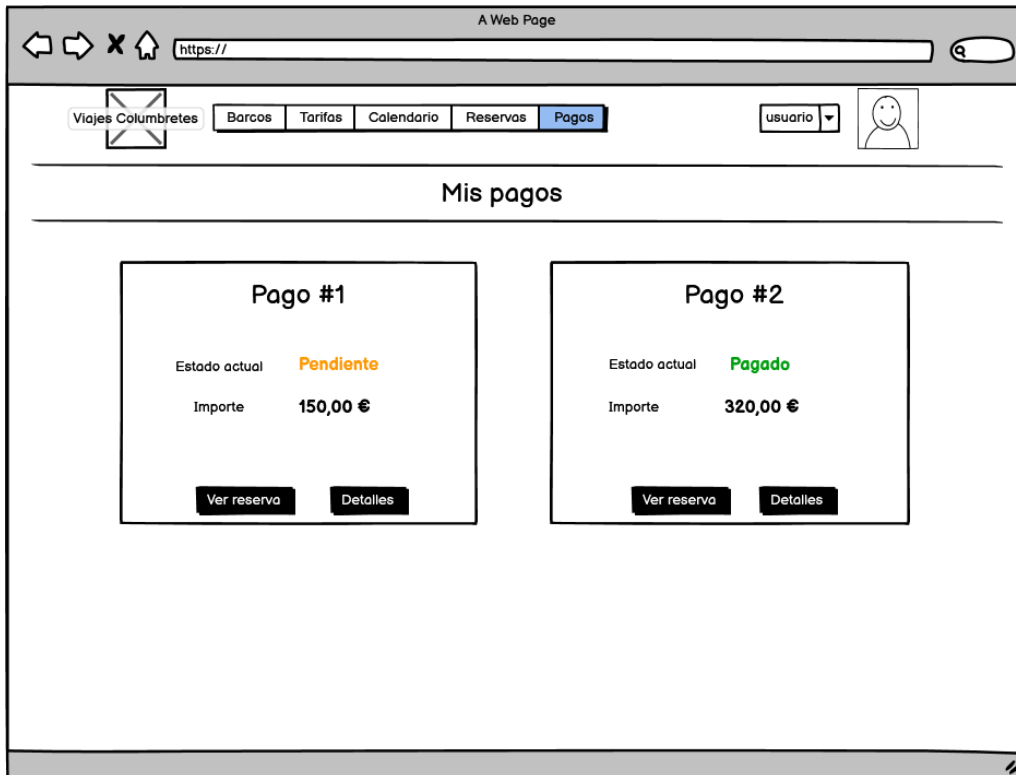 A Web Page
https://
Viajes Columbretes
Barcos Tarifas Calendario Reservas Pagos
usuario
Mis pagos
Pago #1
Estado actual Pendiente
Importe 150,00 €
Ver reserva Detalles
Pago #2
Estado actual Pagado
Importe 320,00 €
Ver reserva Detalles